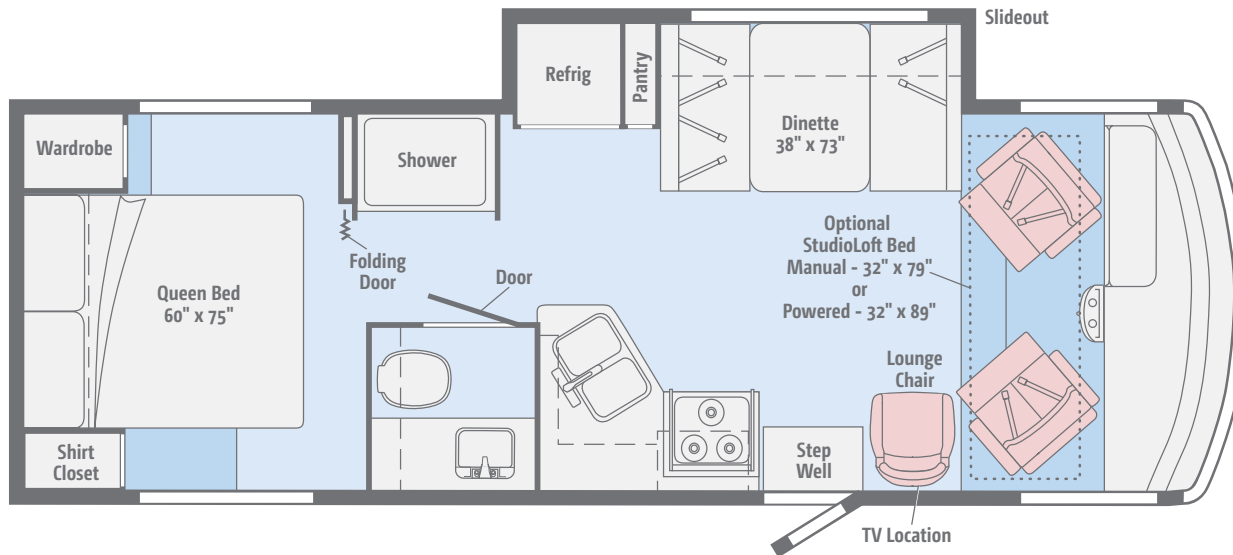 Slideout
Refrig
Pantry
Dinette
38" x 73"
Wardrobe
Shower
Optional
StudioLoft Bed
Manual - 32" x 79"
or
Powered - 32" x 89"
Folding
Door
Door
Queen Bed
60" x 75"
Lounge
Chair
Shirt
Closet
Step
Well
TV Location